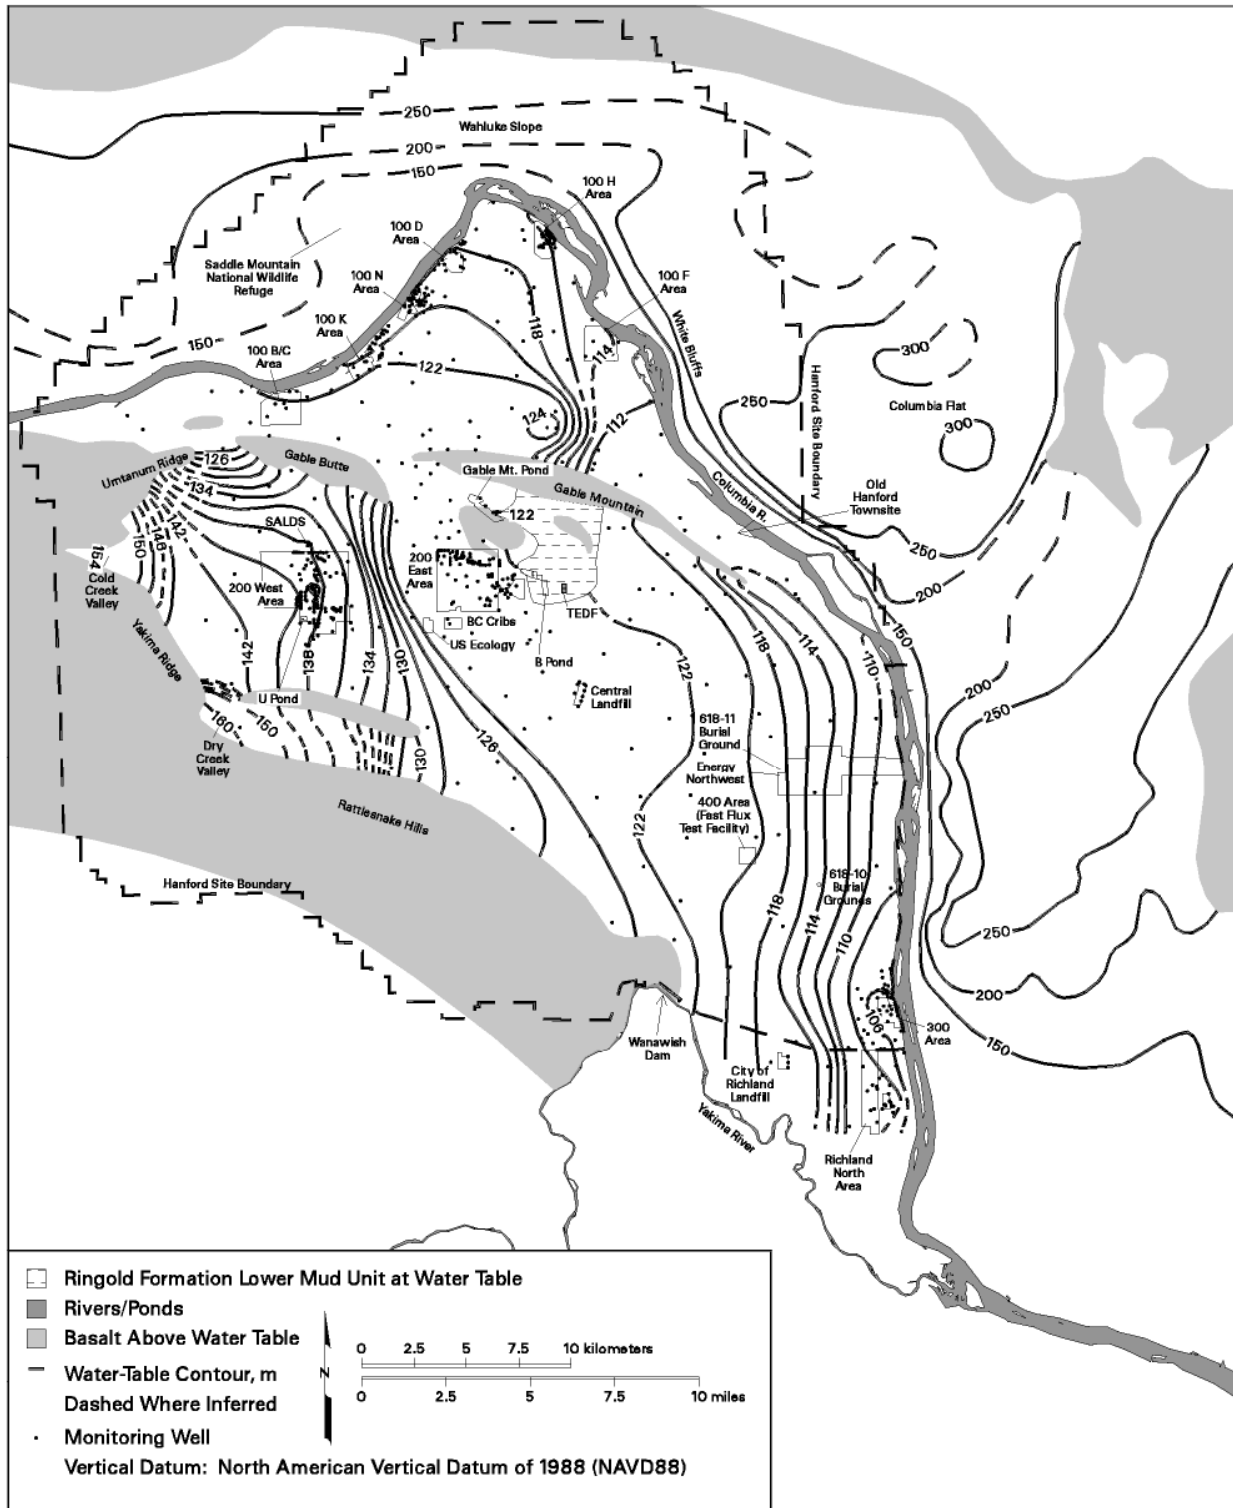 250
Wahluke Slope
200
150
100 H
Area
100 D
Area
Saddle Mountain
National Wildlife
Refuge
100 N
Area
100 F
Area
118
100 K
Area
White Bluffs
150
114
300
100 B/C
Area
122
Hanford Site Boundary
250
Columbia Flat
124
112
300
Umtanum Ridge
126
Gable Butte
Gable Mt. Pond
134
Gable Mountain
Columbia R.
Old
Hanford
Townsite
142
146
150
154
SALDS
122
250
Cold
Creek
Valley
200 West
Area
200
East
Area
TEDF
200
BC Cribs
US Ecology
B Pond
150
Yakima Ridge
142
138
134
130
118
114
110
122
200
U Pond
Central
Landfill
250
160
150
618-11
Burial
Ground
126
Dry
Creek
Valley
130
Energy
Northwest
Rattlesnake Hills
400 Area
(Fast Flux
Test Facility)
122
Hanford Site Boundary
618-10
Burial
Grounds
118
114
110
250
200
106
300
Area
150
Wanawish
Dam
City of
Richland
Landfill
Yakima River
Richland
North
Area
Ringold Formation Lower Mud Unit at Water Table
Rivers/Ponds
Basalt Above Water Table
Water-Table Contour, m
Dashed Where Inferred
Monitoring Well
Vertical Datum: North American Vertical Datum of 1988 (NAVD88)
N
0 2.5 5 7.5 10 kilometers
0 2.5 5 7.5 10 miles